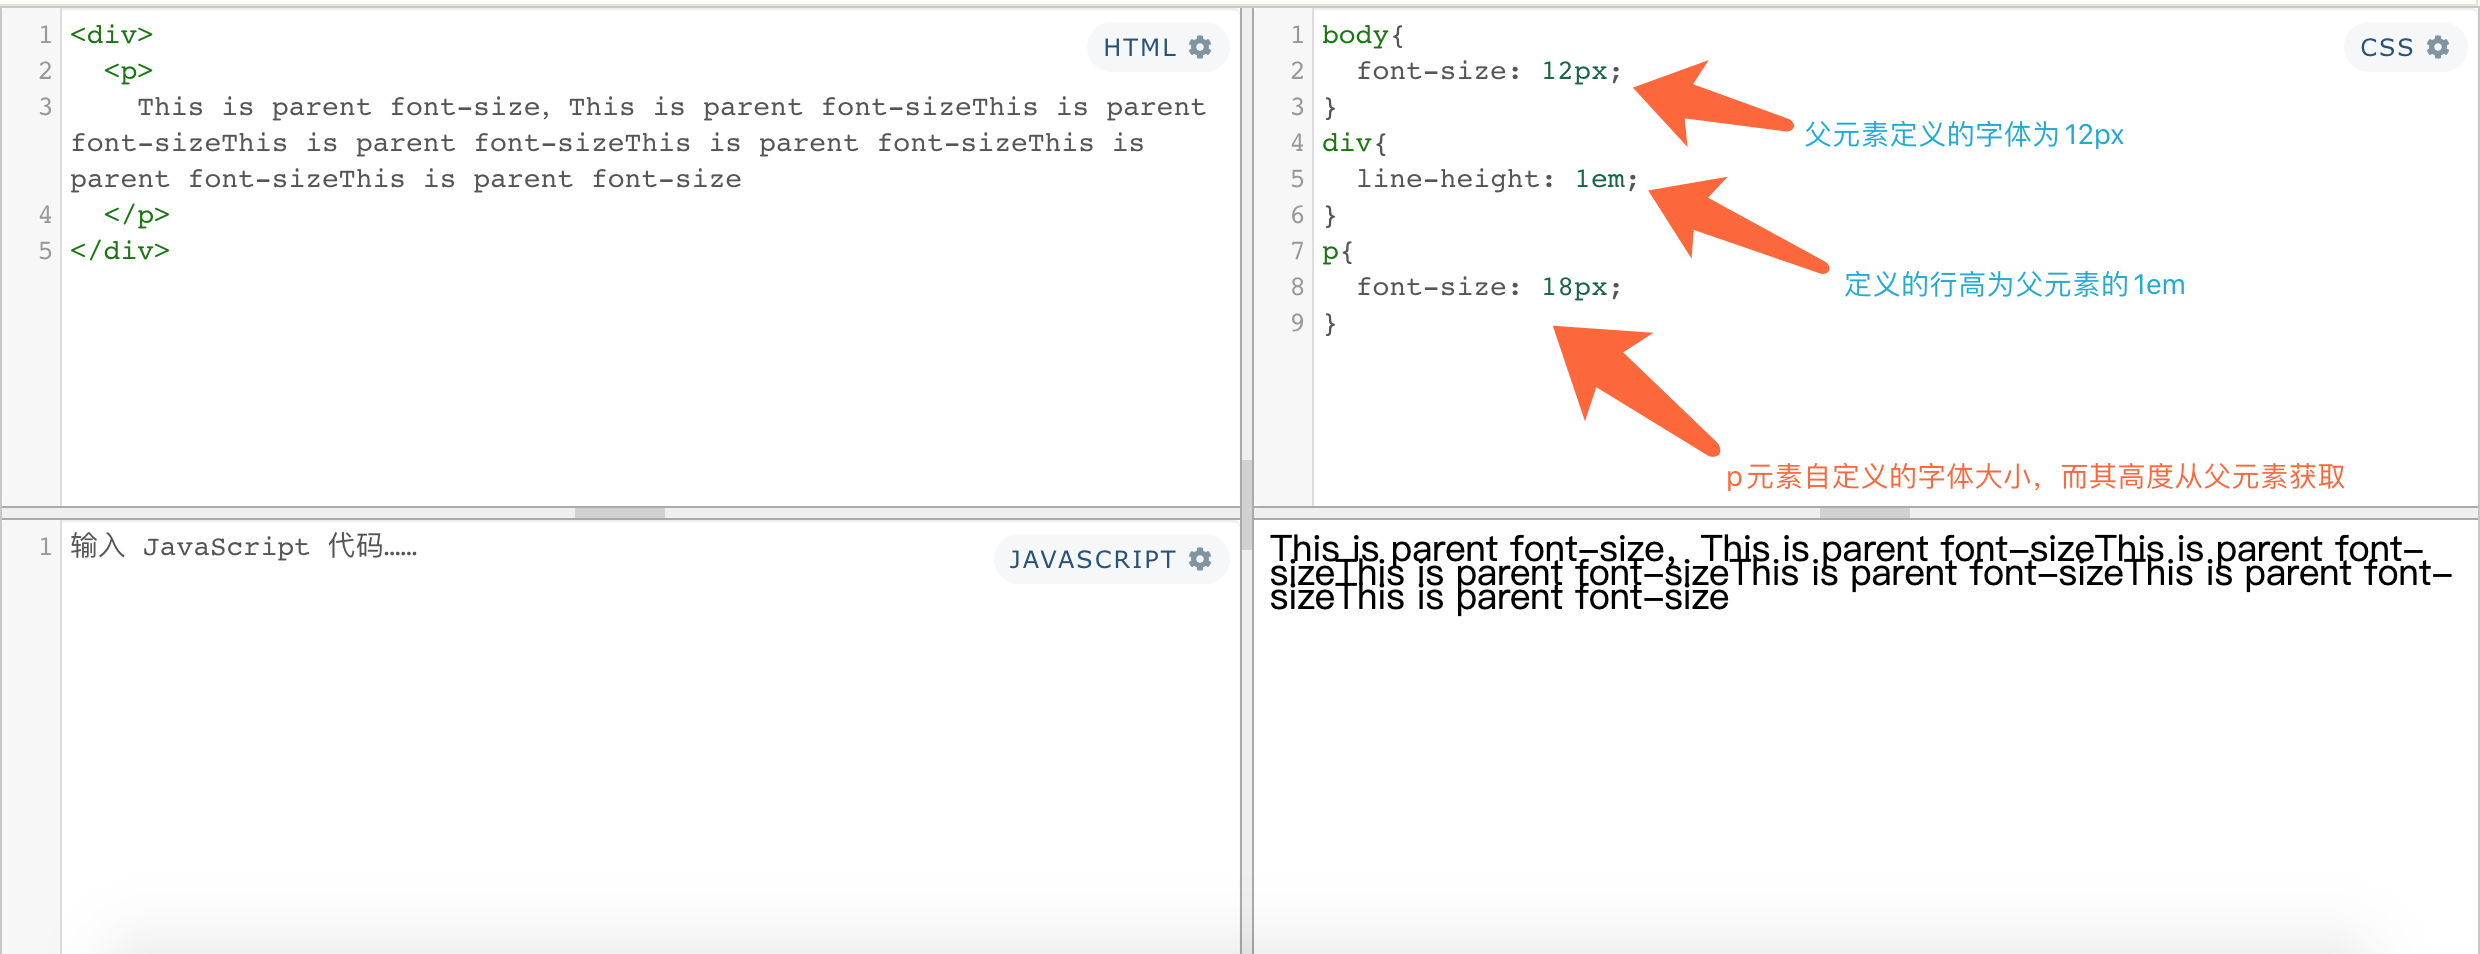 HTML
1 <div>
2 <p>
3 This is parent font-size, This is parent font-sizeThis is parent
font-sizeThis is parent font-sizeThis is parent font-sizeThis is
parent font-sizeThis is parent font-size
4 </p>
5 </div>
CSS
1 body{
2 font-size: 12px;
3 }
4 div{
5 line-height: 1em;
6 }
7 p{
8 font-size: 18px;
9 }
父元素定义的字体为12px
定义的行高为父元素的1em
p元素自定义的字体大小，而其高度从父元素获取
JAVASCRIPT
1 输入 JavaScript 代码……
This is parent font-size，This is parent font-sizeThis is parent font-
sizeThis is parent font-sizeThis is parent font-sizeThis is parent font-
sizeThis is parent font-size